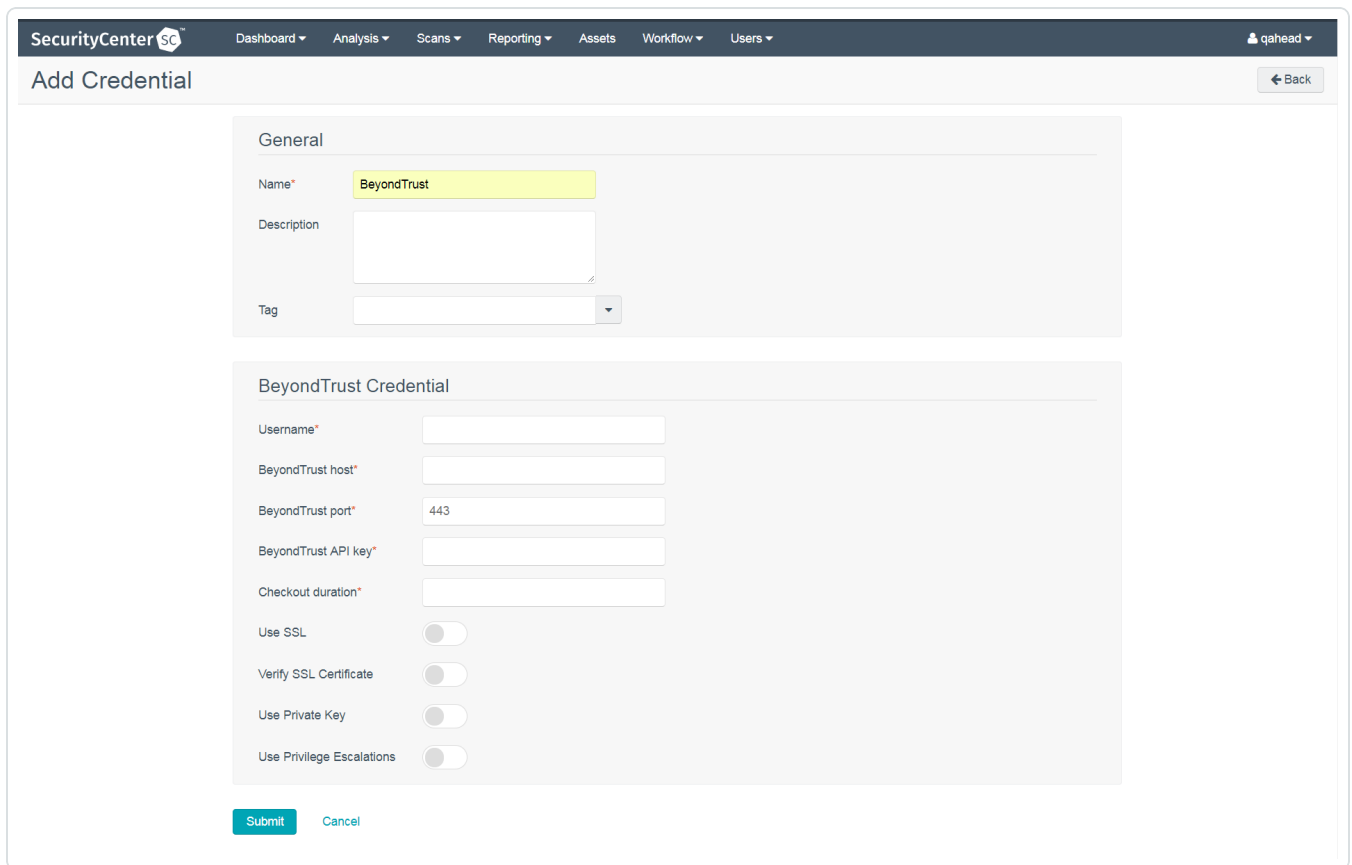 SecurityCenter SC™ Dashboard Analysis Scans Reporting Assets Workflow Users qahead
Add Credential Back
General
Name* BeyondTrust
Description
Tag
BeyondTrust Credential
Username*
BeyondTrust host*
BeyondTrust port* 443
BeyondTrust API key*
Checkout duration*
Use SSL
Verify SSL Certificate
Use Private Key
Use Privilege Escalations
Submit Cancel